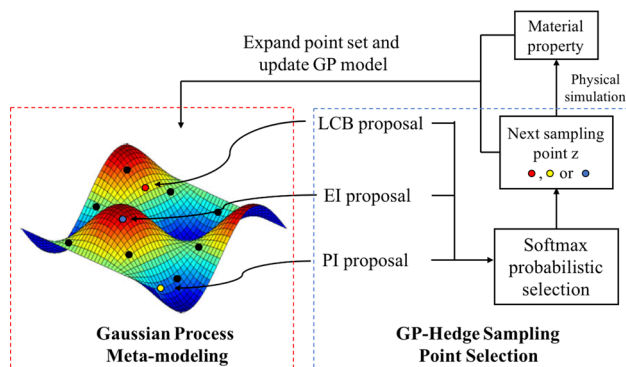 Expand point set and
update GP model
Material
property
Physical
simulation
LCB proposal
EI proposal
PI proposal
Next sampling
point z
, or
Softmax
probabilistic
selection
Gaussian Process
Meta-modeling
GP-Hedge Sampling
Point Selection